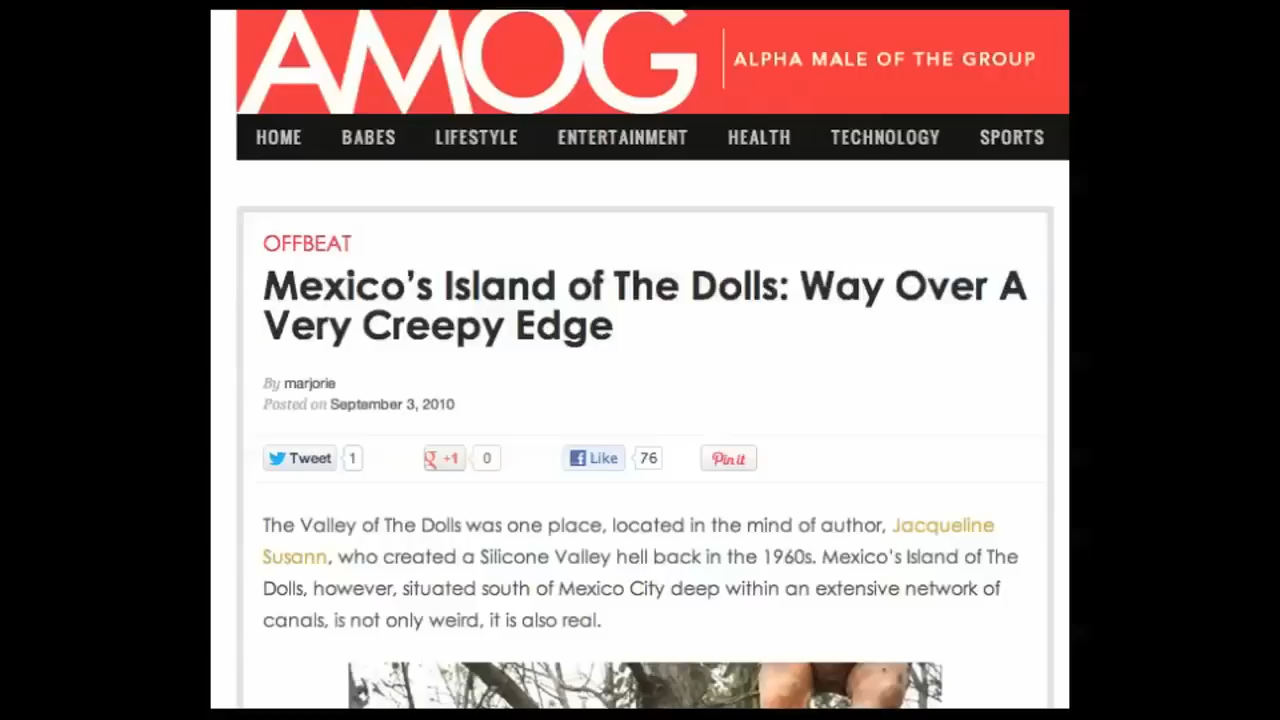 AMOG
ALPHA MALE OF THE GROUP
HOME BABES LIFESTYLE ENTERTAINMENT HEALTH TECHNOLOGY SPORTS
OFFBEAT
Mexico's Island of The Dolls: Way Over A
Very Creepy Edge
By marjorie
Posted on September 3, 2010
Tweet 1 g +1 0 f Like 76 Pin it
The Valley of The Dolls was one place, located in the mind of author, Jacqueline
Susann, who created a Silicone Valley hell back in the 1960s. Mexico's Island of The
Dolls, however, situated south of Mexico City deep within an extensive network of
canals, is not only weird, it is also real.